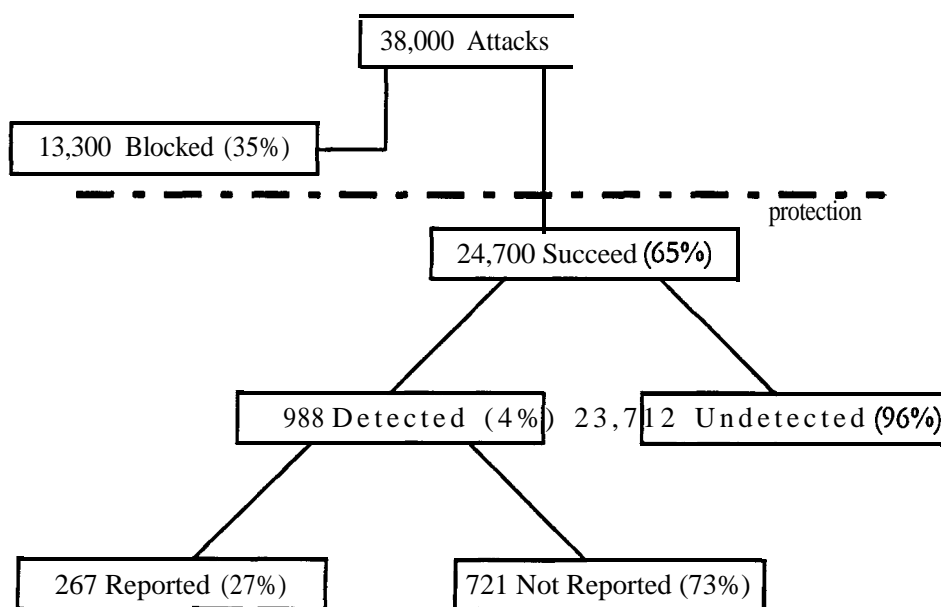 38,000 Attacks
13,300 Blocked (35%)
protection
24,700 Succeed (65%)
988 Detected (4%) 23,712 Undetected (96%)
267 Reported (27%)
721 Not Reported (73%)